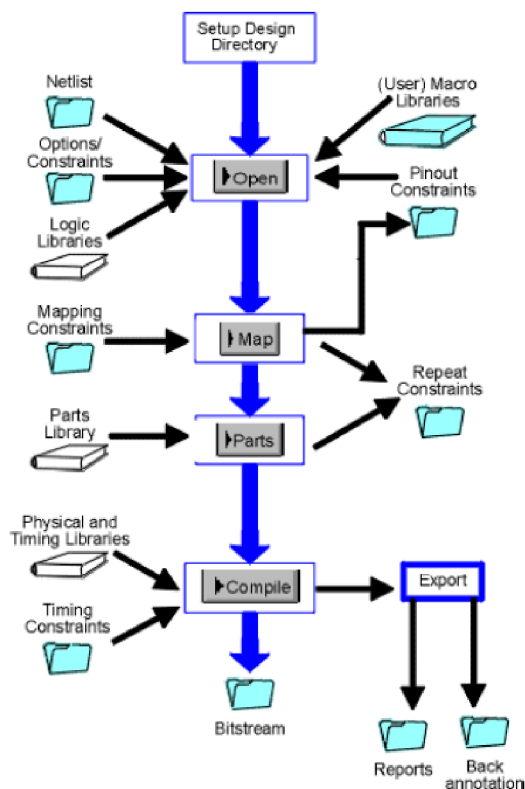 Setup Design
Directory
Netlist
(User) Macro
Libraries
Options/
Constraints
Open
Pinout
Constraints
Logic
Libraries
Mapping
Constraints
Map
Repeat
Constraints
Parts
Library
Parts
Physical and
Timing Libraries
Compile
Export
Timing
Constraints
Bitstream
Reports
Back
annotation